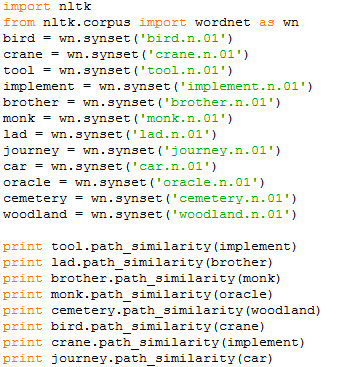 import nltk
from nltk.corpus import wordnet as wn
bird = wn.synset('bird.n.01')
crane = wn.synset('crane.n.01')
tool = wn.synset('tool.n.01')
implement = wn.synset('implement.n.01')
brother = wn.synset('brother.n.01')
monk = wn.synset('monk.n.01')
lad = wn.synset('lad.n.01')
journey = wn.synset('journey.n.01')
car = wn.synset('car.n.01')
oracle = wn.synset('oracle.n.01')
cemetery = wn.synset('cemetery.n.01')
woodland = wn.synset('woodland.n.01')

print tool.path_similarity(implement)
print lad.path_similarity(brother)
print brother.path_similarity(monk)
print monk.path_similarity(oracle)
print cemetery.path_similarity(woodland)
print bird.path_similarity(crane)
print crane.path_similarity(implement)
print journey.path_similarity(car)